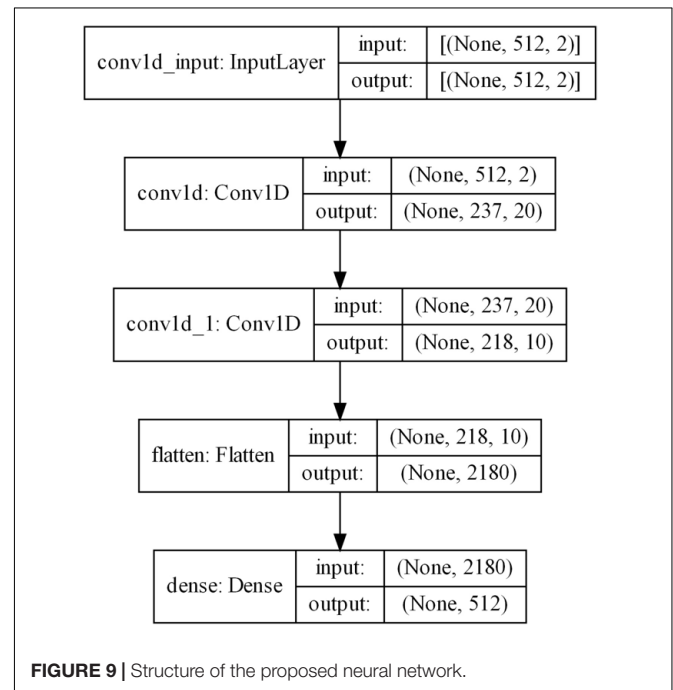 conv1d_input: InputLayer
input: [(None, 512, 2)]
output: [(None, 512, 2)]
conv1d: Conv1D
input: (None, 512, 2)
output: (None, 237, 20)
conv1d_1: Conv1D
input: (None, 237, 20)
output: (None, 218, 10)
flatten: Flatten
input: (None, 218, 10)
output: (None, 2180)
dense: Dense
input: (None, 2180)
output: (None, 512)
FIGURE 9 | Structure of the proposed neural network.